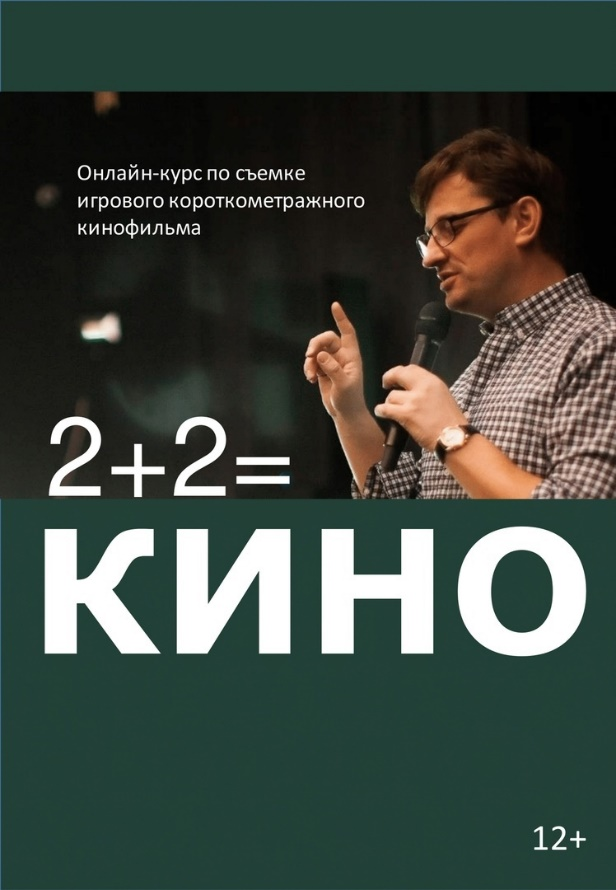 Онлайн-курс по съемке
игрового короткометражного
кинофильма
2+2=
КИНО
12+